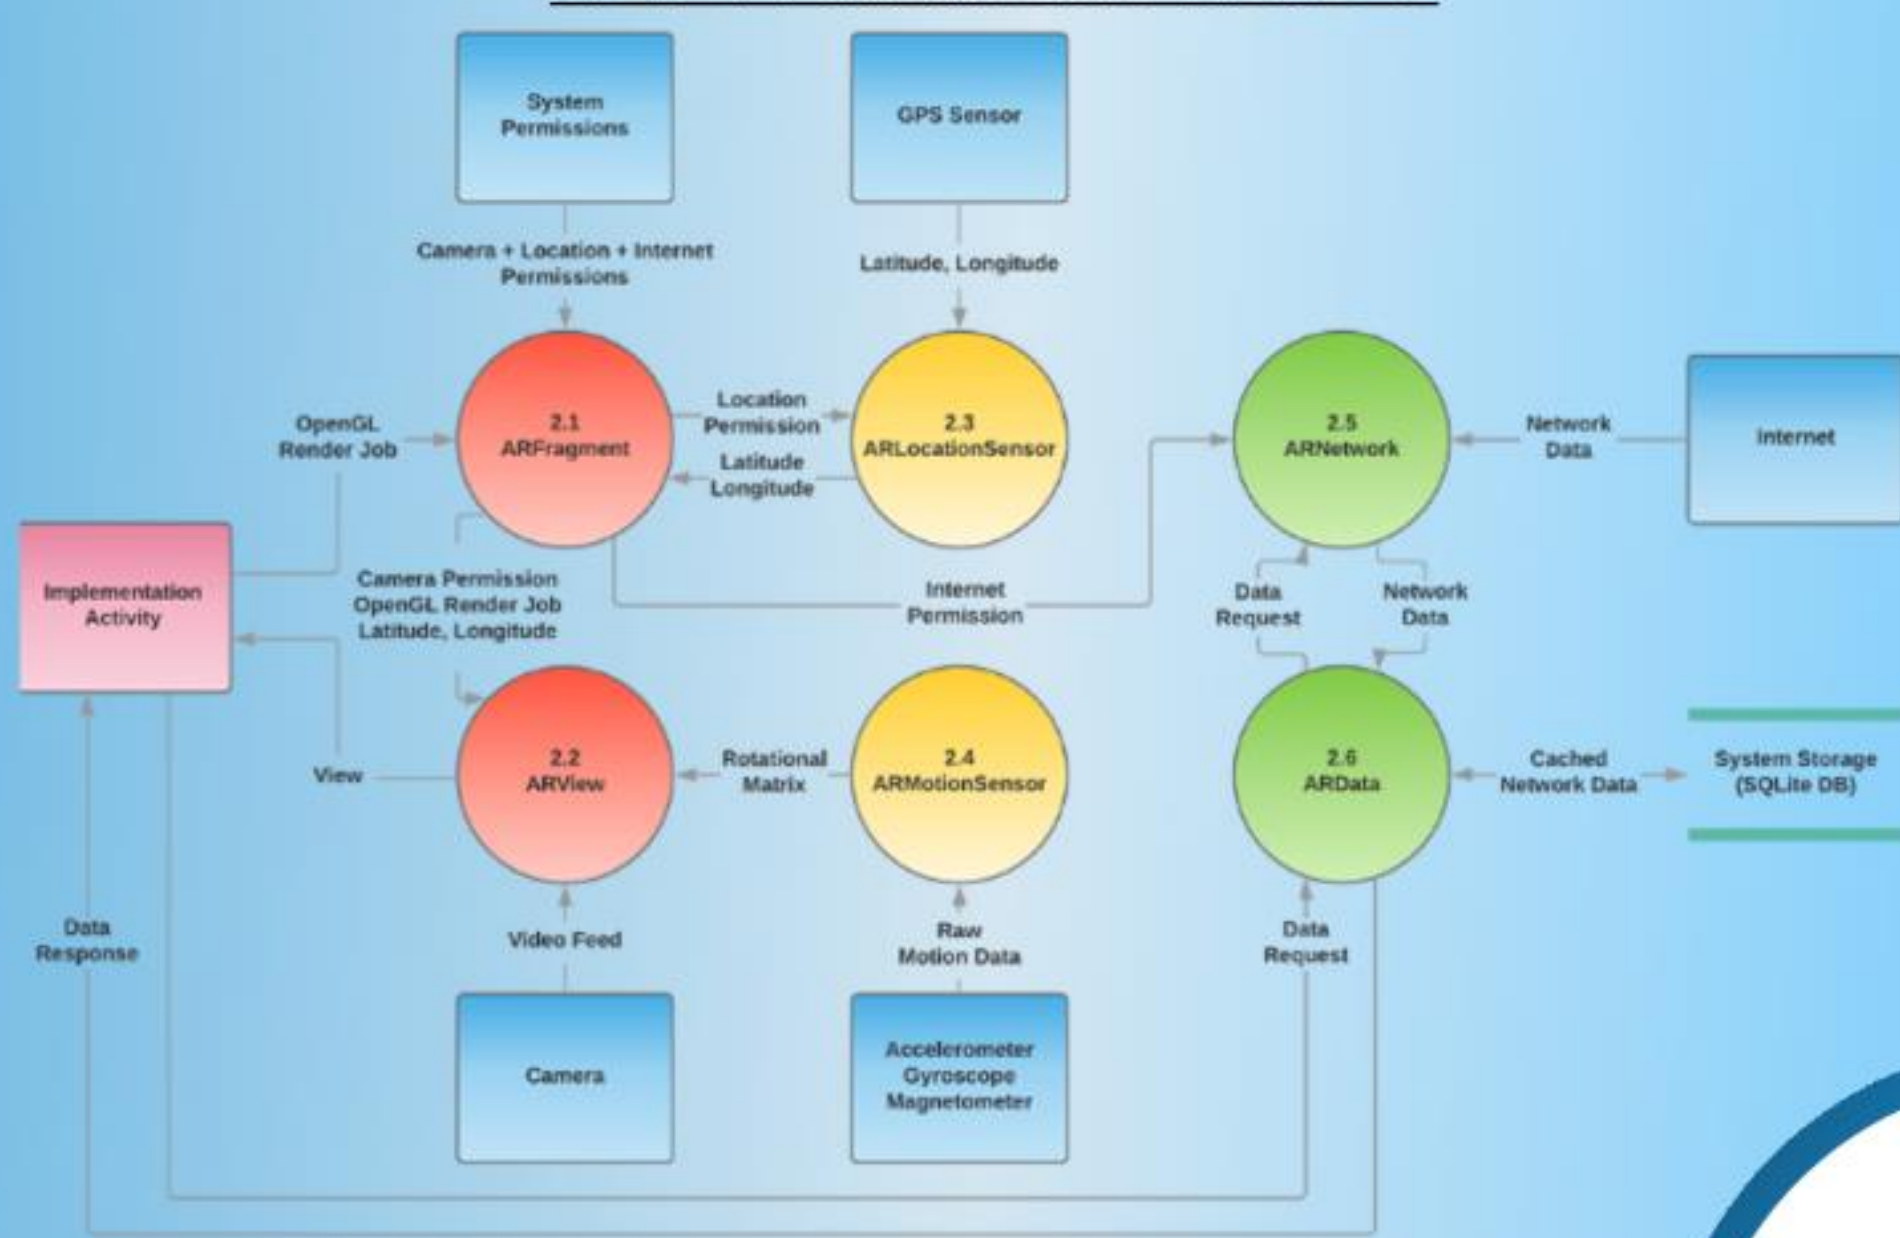 System
Permissions
GPS Sensor
Camera + Location + Internet
Permissions
Latitude, Longitude
OpenGL
Render Job
2.1
ARFragment
Location
Permission
Latitude
Longitude
2.3
ARLocationSensor
2.5
ARNetwork
Network
Data
Internet
Implementation
Activity
Camera Permission
OpenGL Render Job
Latitude, Longitude
Internet
Permission
Data
Request
Network
Data
View
2.2
ARView
Rotational
Matrix
2.4
ARMotionSensor
2.6
ARData
Cached
Network Data
System Storage
(SQLite DB)
Data
Response
Video Feed
Raw
Motion Data
Data
Request
Camera
Accelerometer
Gyroscope
Magnetometer